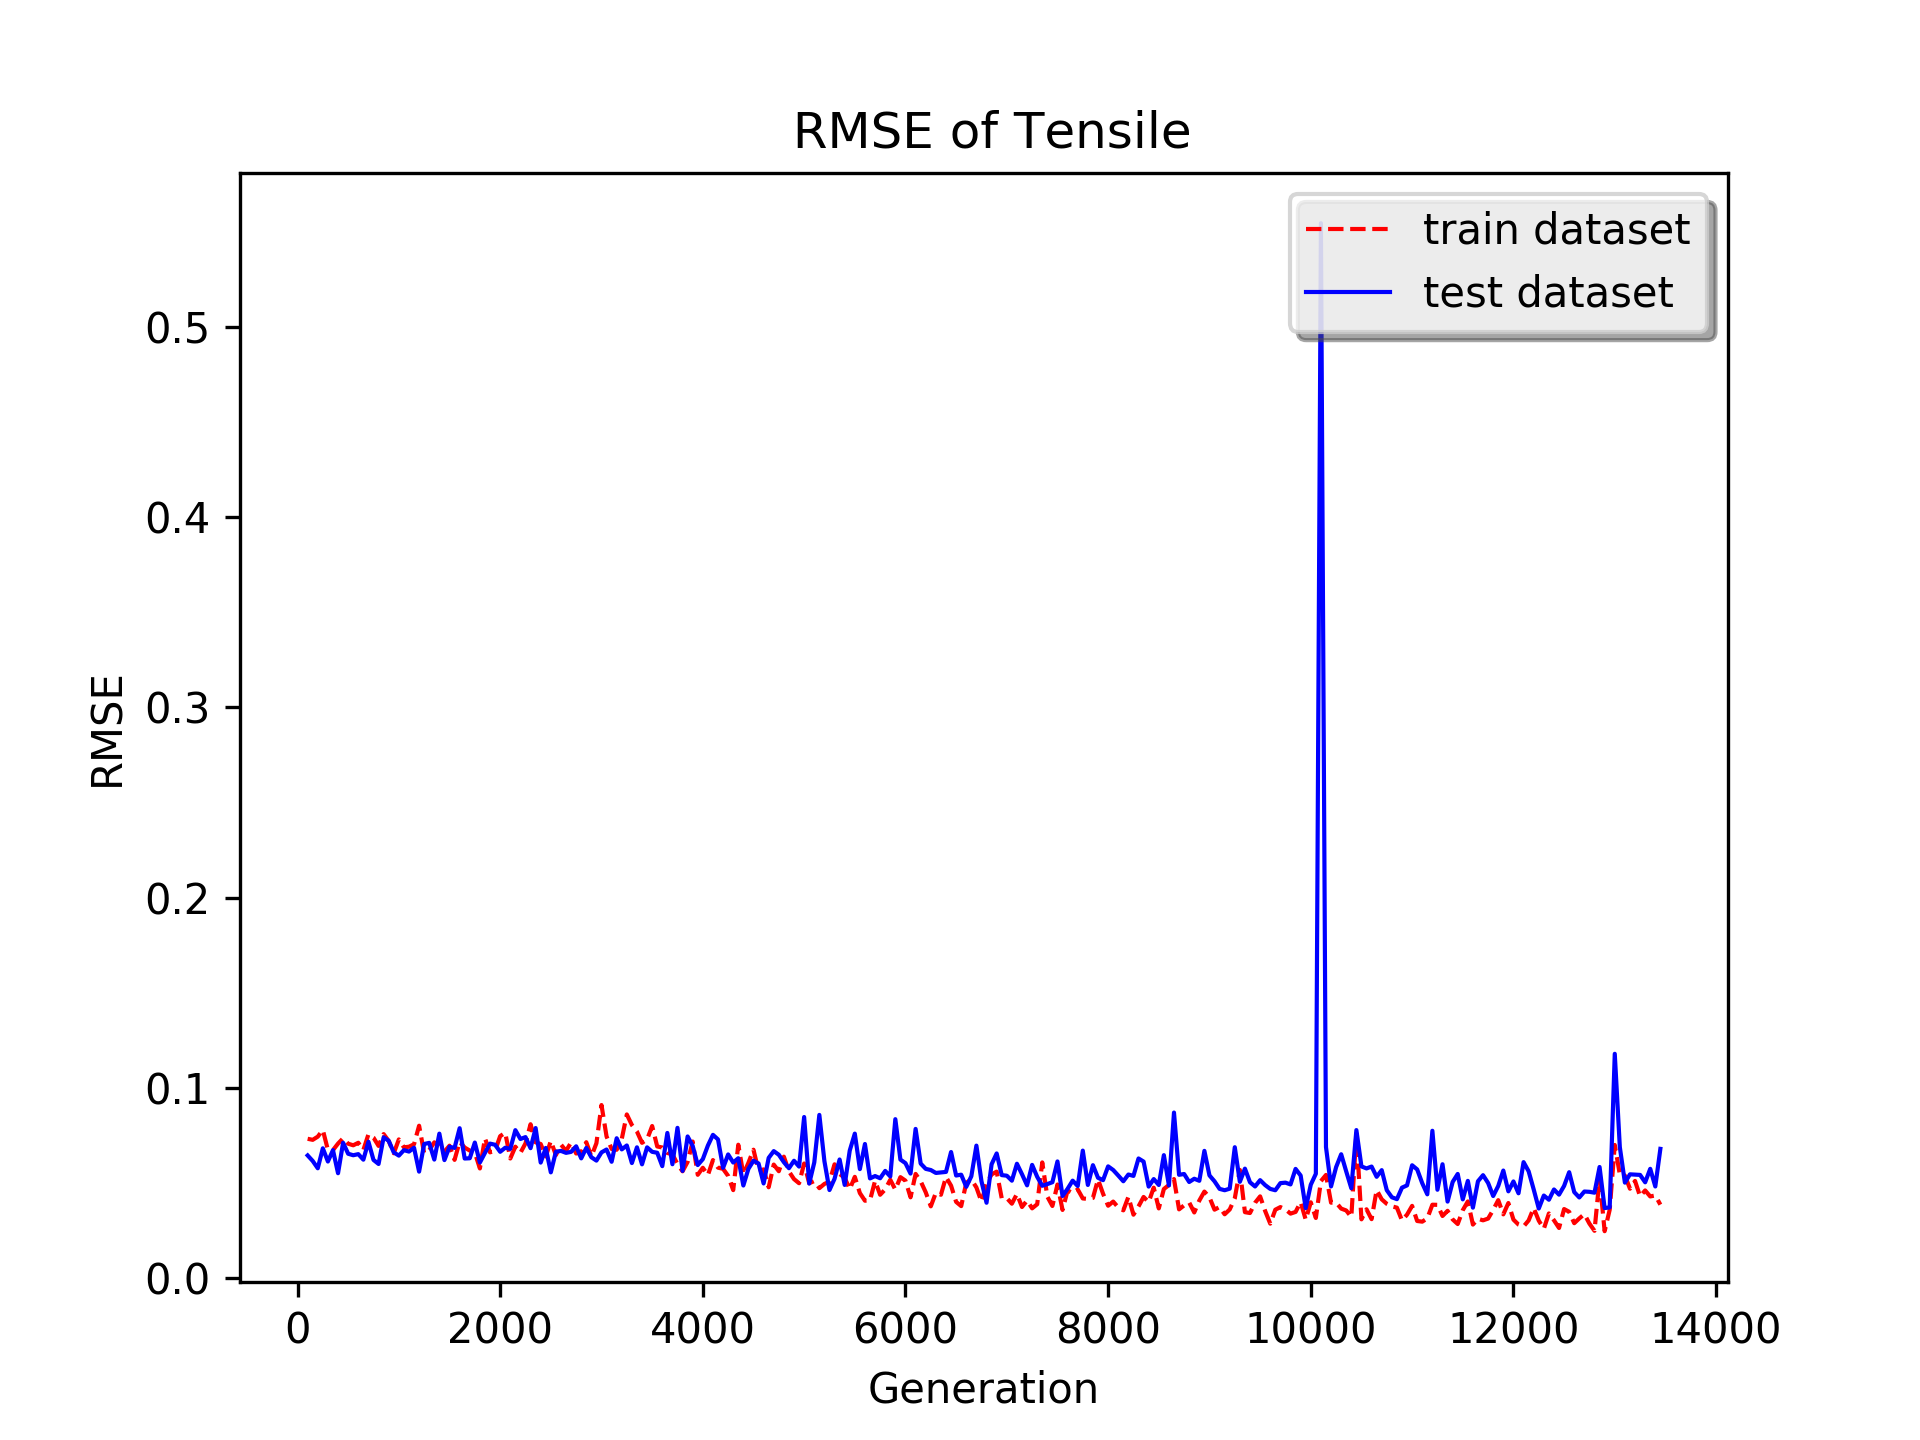 RMSE of Tensile
train dataset
test dataset
0.5
0.4
0.3
0.2
0.1
0.0
RMSE
0 2000 4000 6000 8000 10000 12000 14000
Generation